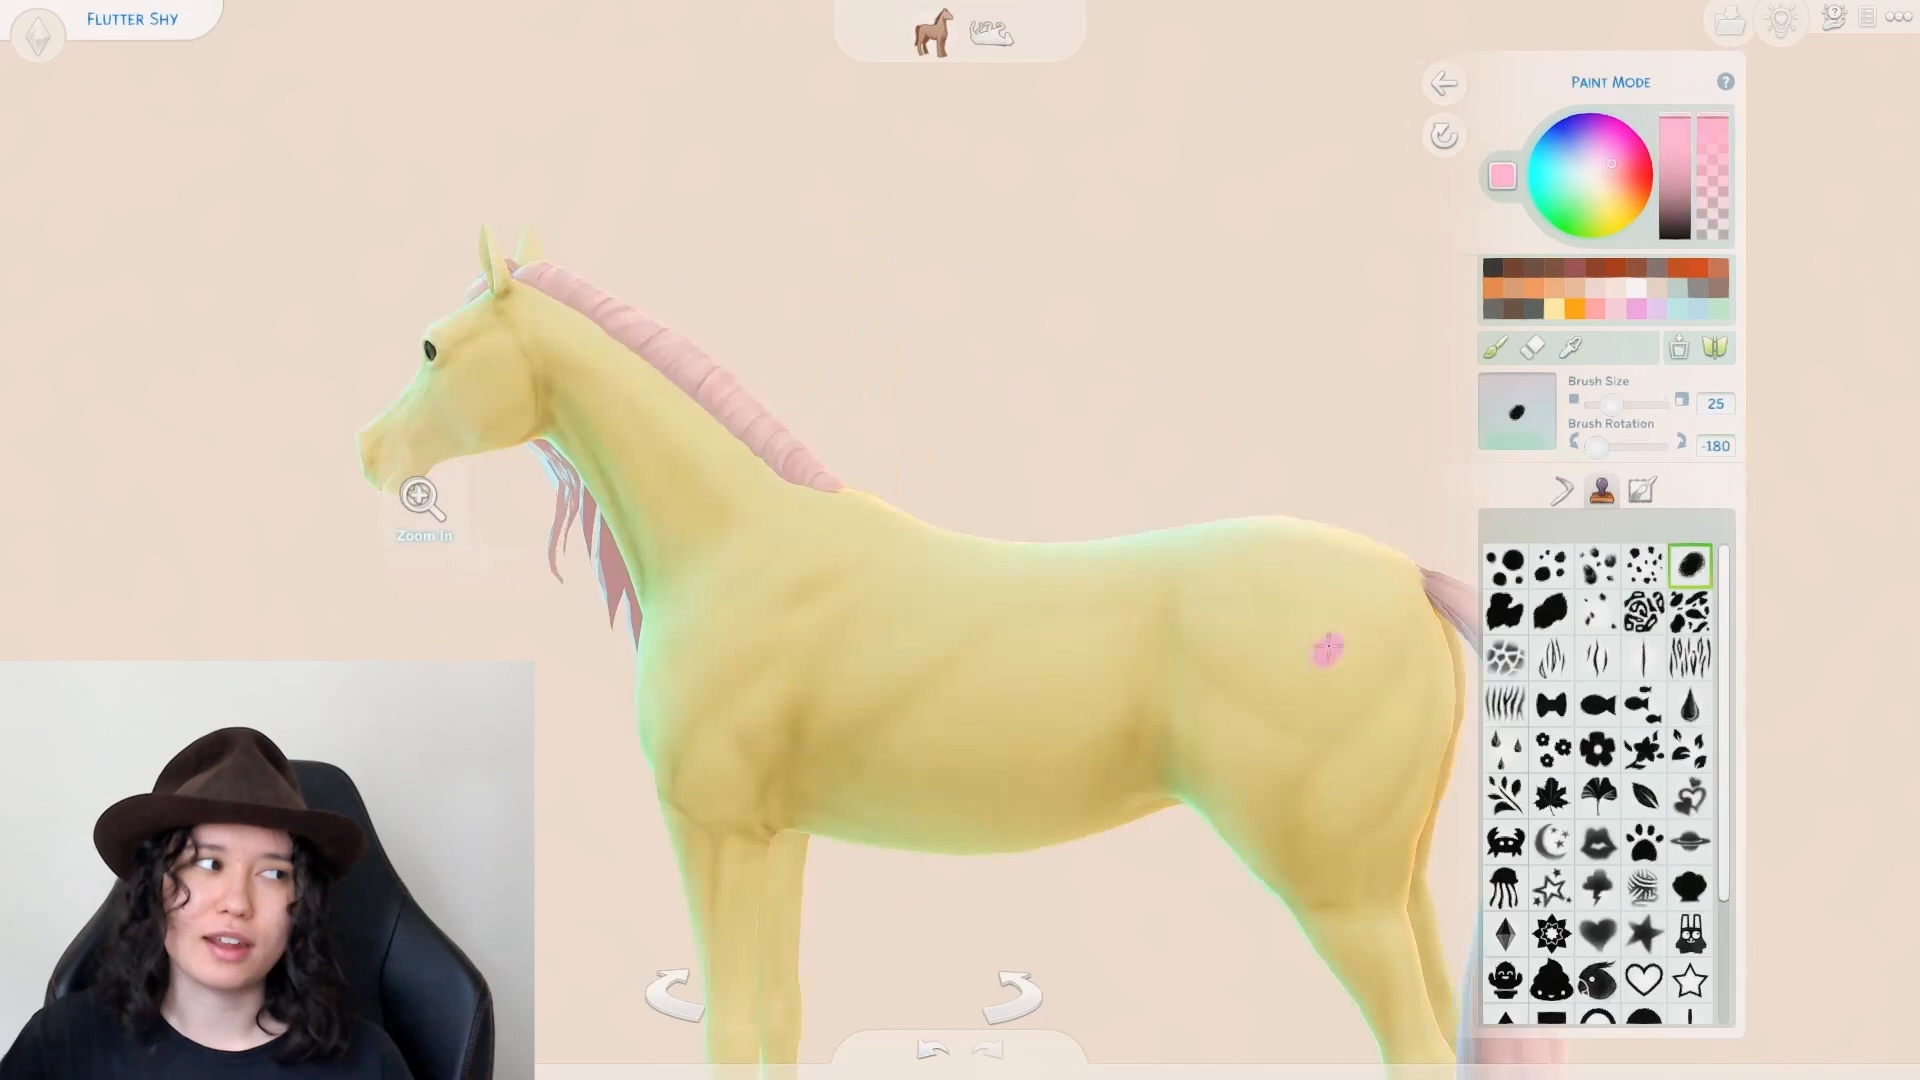 FLUTTER SHY
PAINT MODE
?
Brush Size
25
Brush Rotation
-180
Zoom In